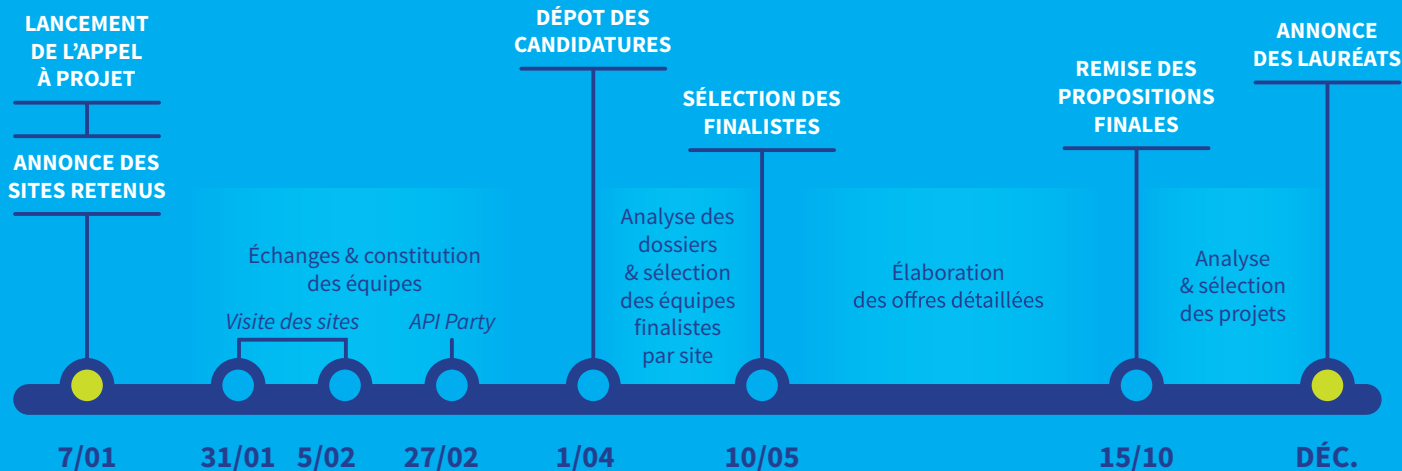 LANCEMENT
DE L'APPEL
À PROJET
ANNONCE DES
SITES RETENUS
Échanges & constitution
des équipes
Visite des sites
API Party
DÉPOT DES
CANDIDATURES
Analyse des
dossiers
& sélection
des équipes
finalistes
par site
SÉLECTION DES
FINALISTES
Élaboration
des offres détaillées
REMISE DES
PROPOSITIONS
FINALES
Analyse
& sélection
des projets
ANNONCE
DES LAURÉATS
7/01
31/01
5/02
27/02
1/04
10/05
15/10
DÉC.